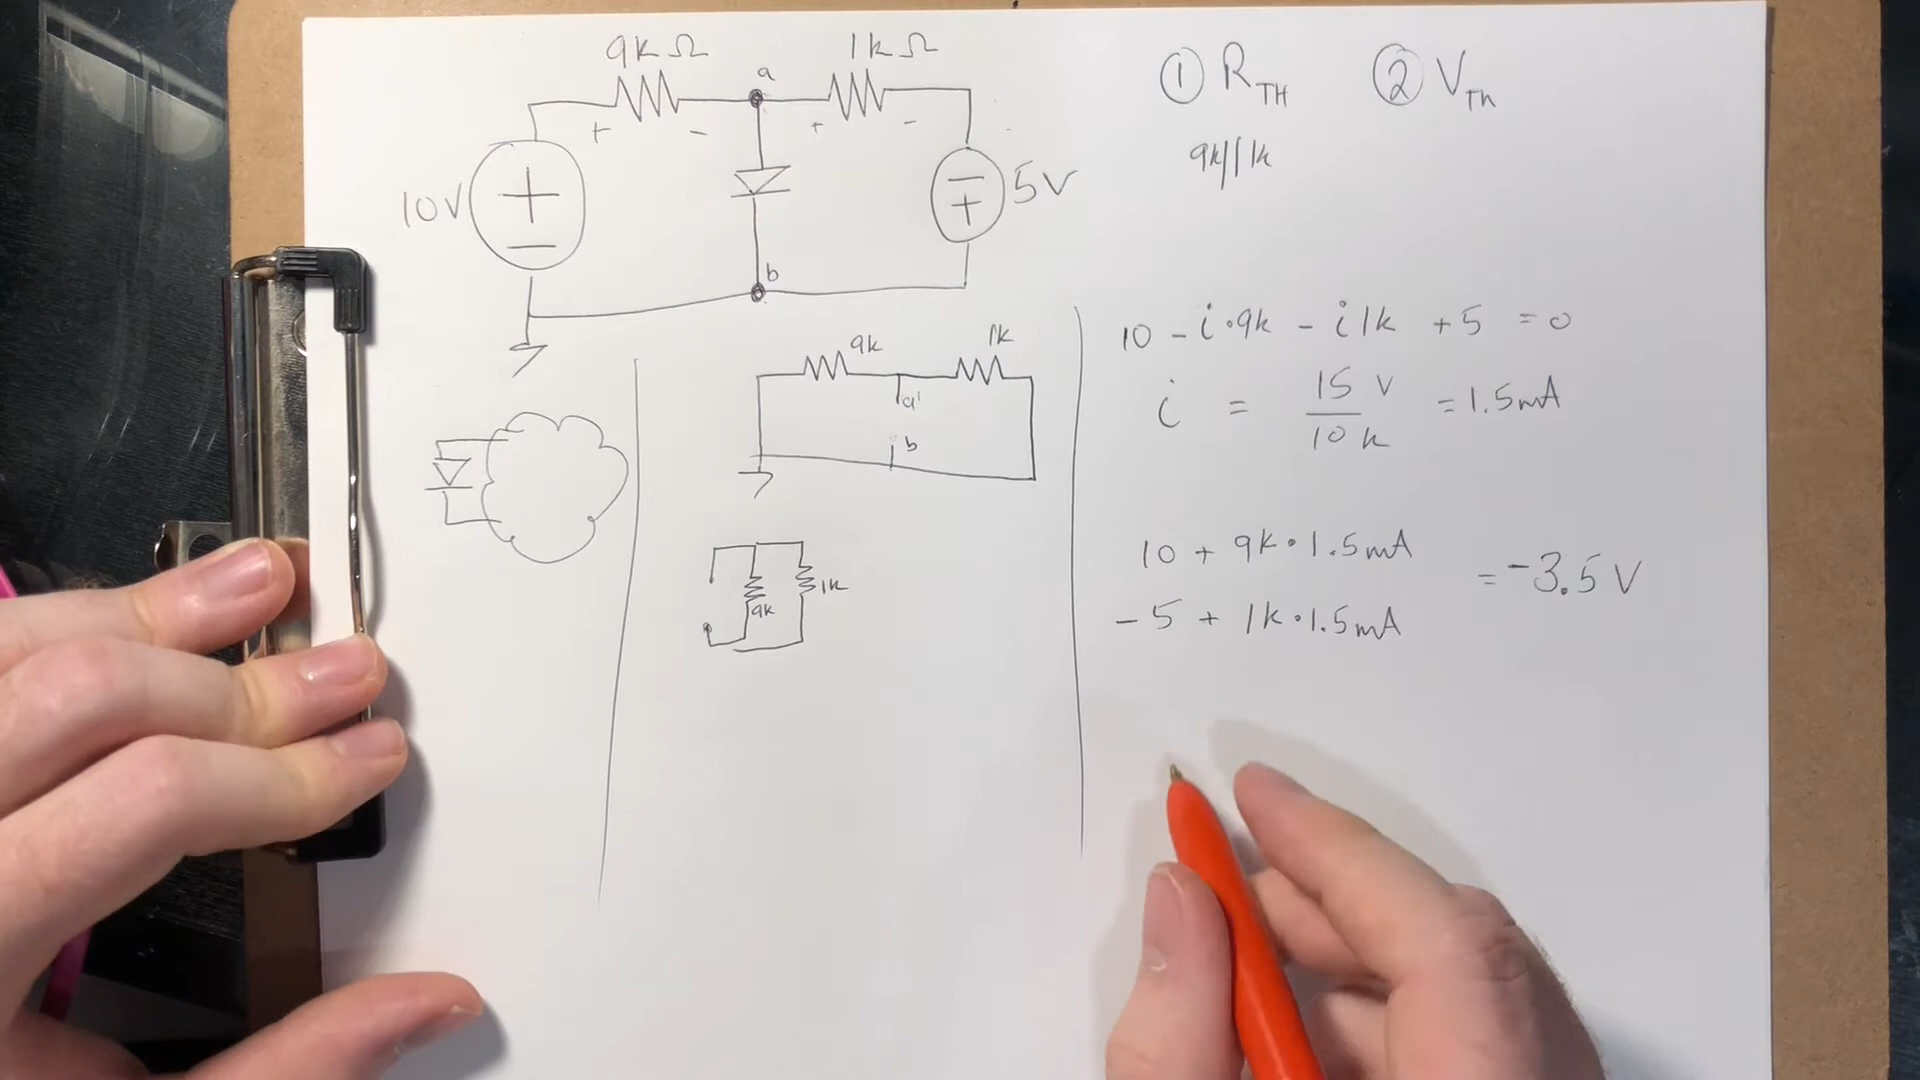 9kΩ
1kΩ
a
+ -
+ -
10V
+
-
-
+
5V
b
① R_TH
② V_Th
9k//1k
9k
1k
a'
b
9k
1k
10 - i•9k - i1k +5 = 0
i = 15 V / 10 k = 1.5mA
10 + 9k•1.5mA
-5 + 1k•1.5mA
= -3.5 V